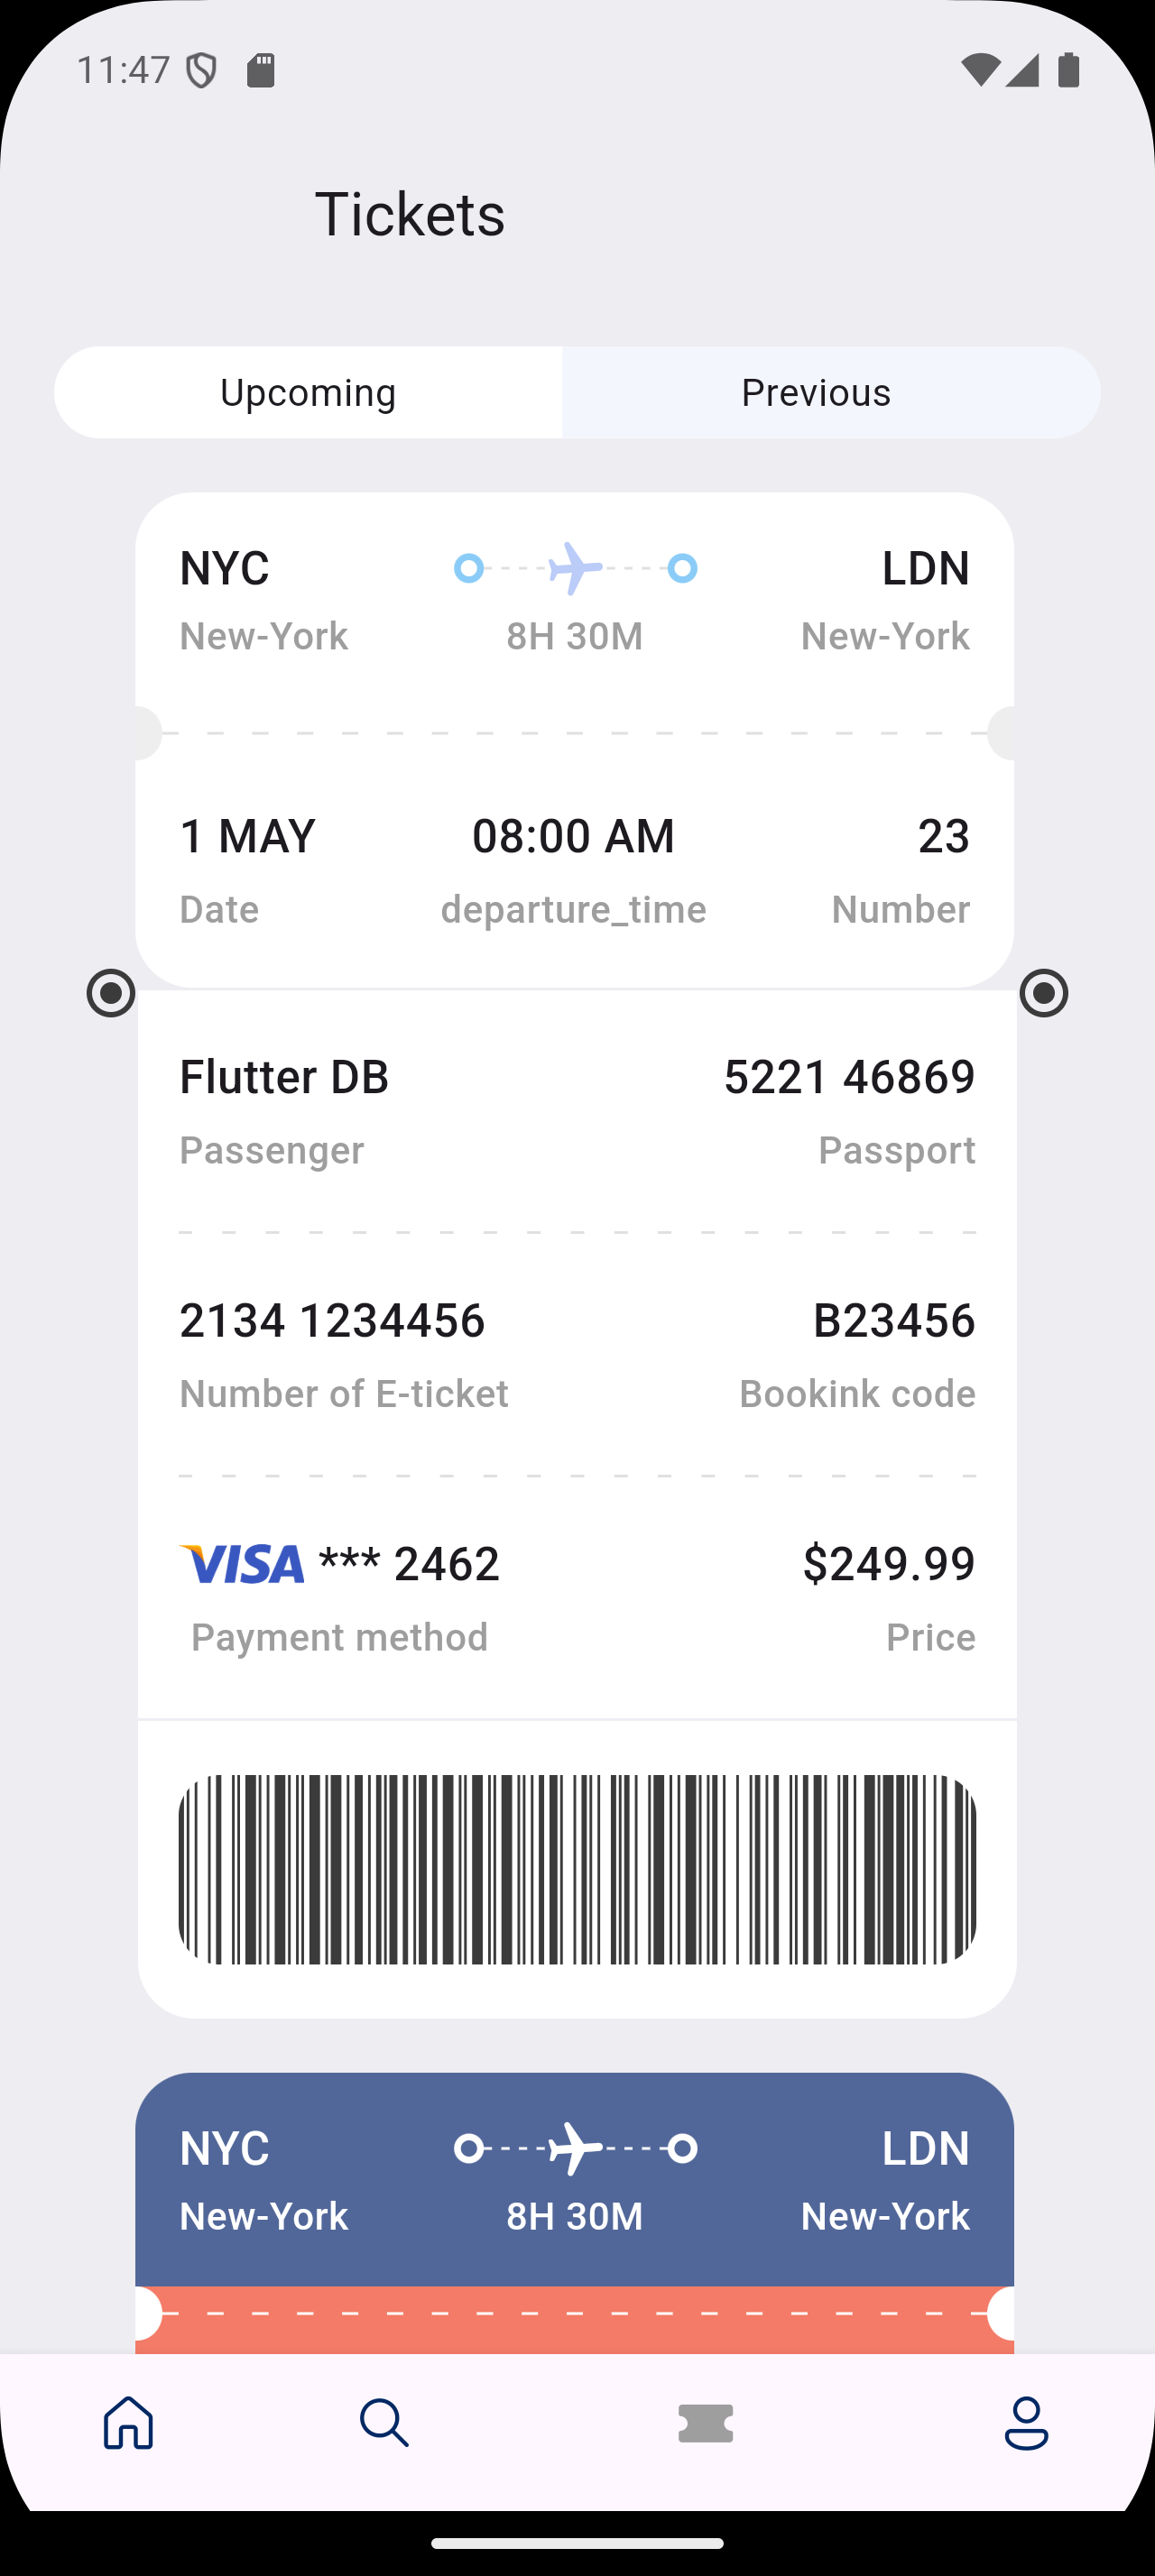 11:47
Tickets
Upcoming Previous
NYC LDN
New-York 8H 30M New-York
1 MAY 08:00 AM 23
Date departure_time Number
Flutter DB 5221 46869
Passenger Passport
2134 1234456 B23456
Number of E-ticket Bookink code
VISA *** 2462 $249.99
Payment method Price
NYC LDN
New-York 8H 30M New-York